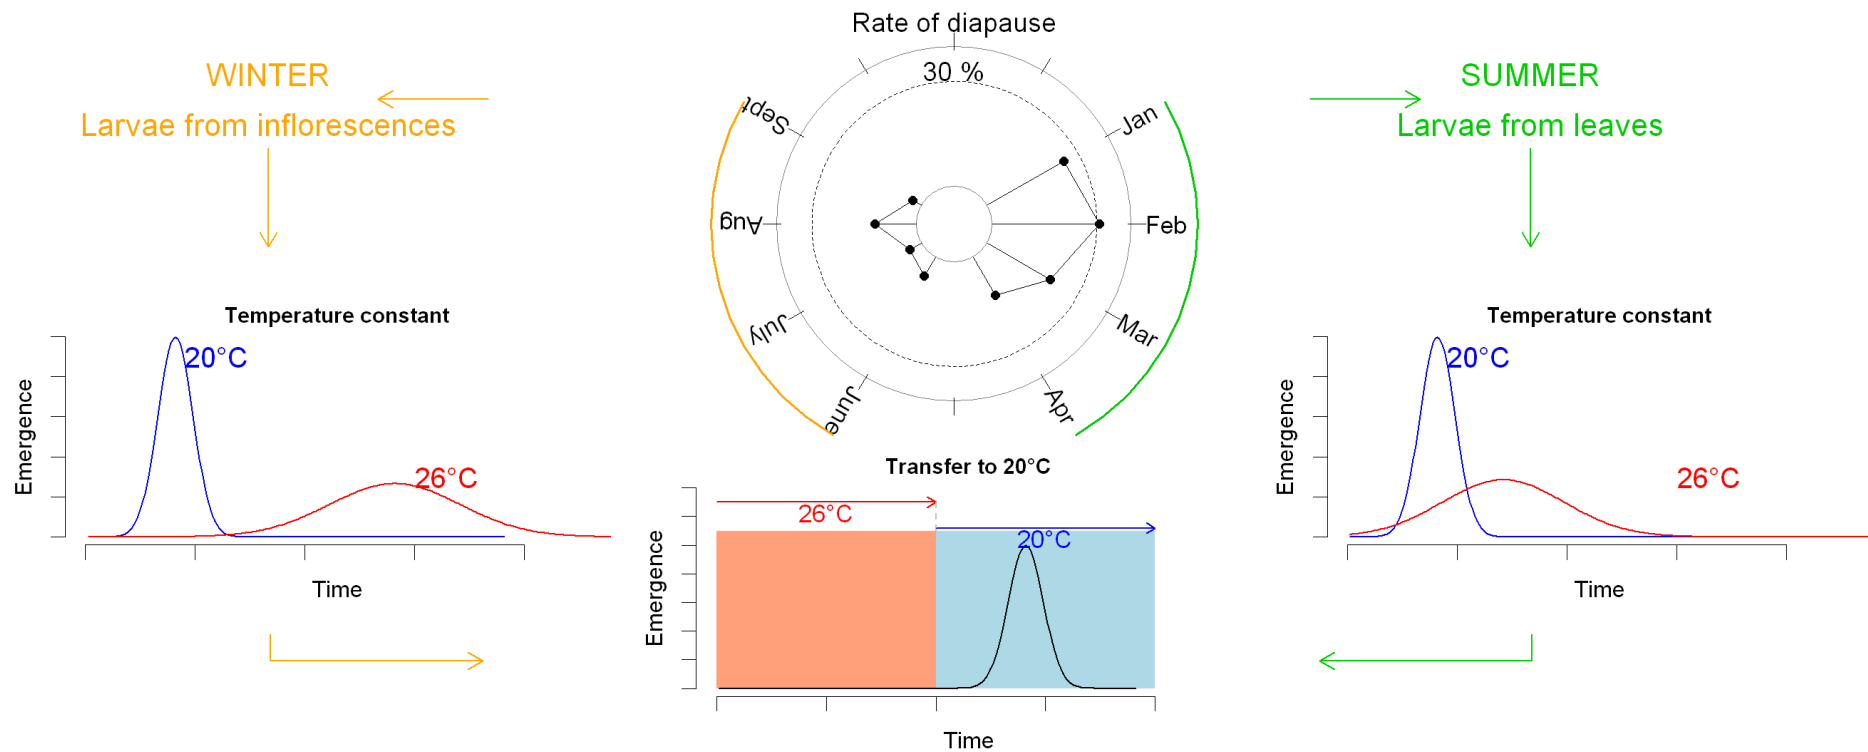 Rate of diapause
30 %
WINTER
Larvae from inflorescences
SUMMER
Larvae from leaves
Jan
Feb
Mar
Apr
June
July
Aug
Sept
Temperature constant
20°C
26°C
Emergence
Time
Transfer to 20°C
26°C
20°C
Emergence
Time
Temperature constant
20°C
26°C
Emergence
Time